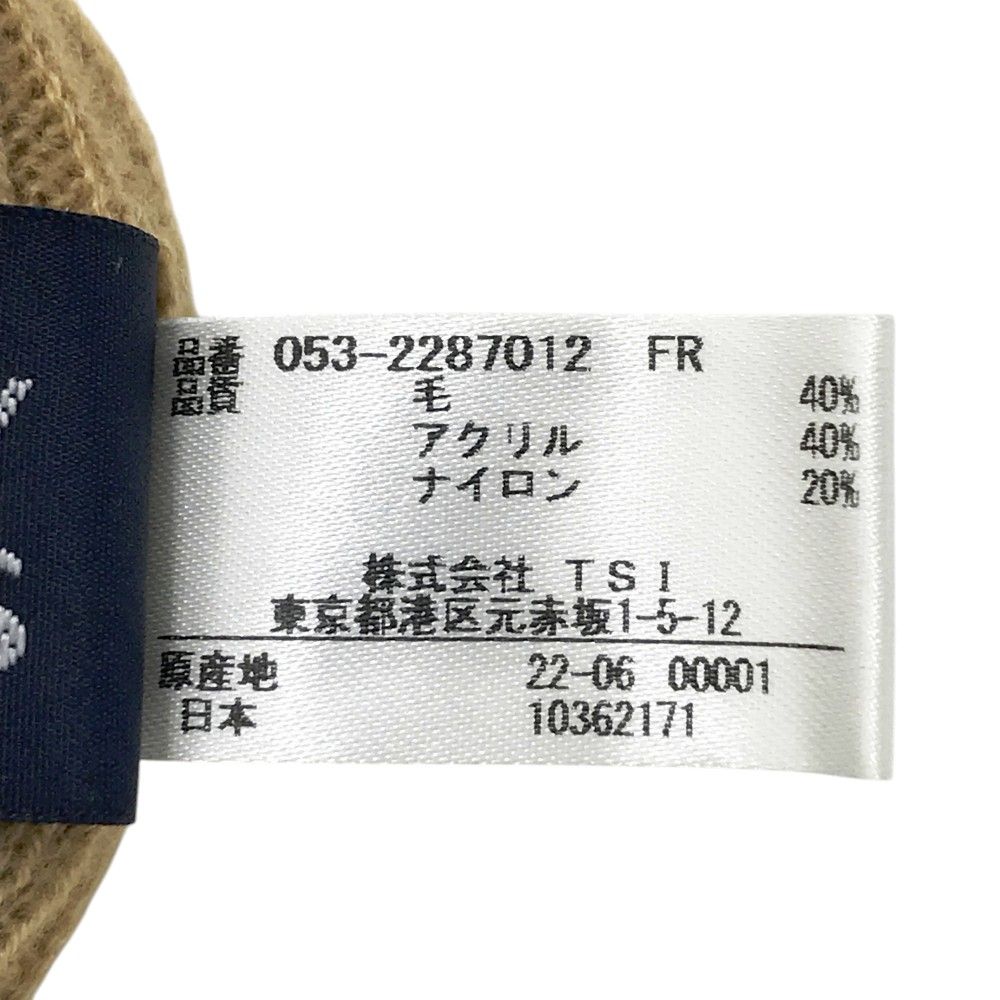 品番 053-2287012 FR
品質 毛 40%
アクリル 40%
ナイロン 20%
株式会社 TSI
東京都港区元赤坂1-5-12
原産地 22-06 00001
日本 10362171